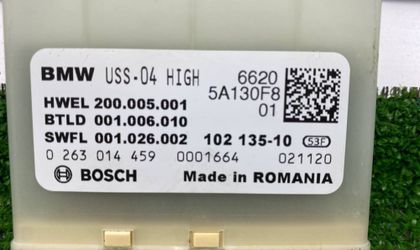 BMW USS-04 HIGH 6620
5A130F8
01
HWEL 200.005.001
BTLD 001.006.010
SWFL 001.026.002 102 135-10 53F
0 263 014 459 0001664 021120
BOSCH Made in ROMANIA